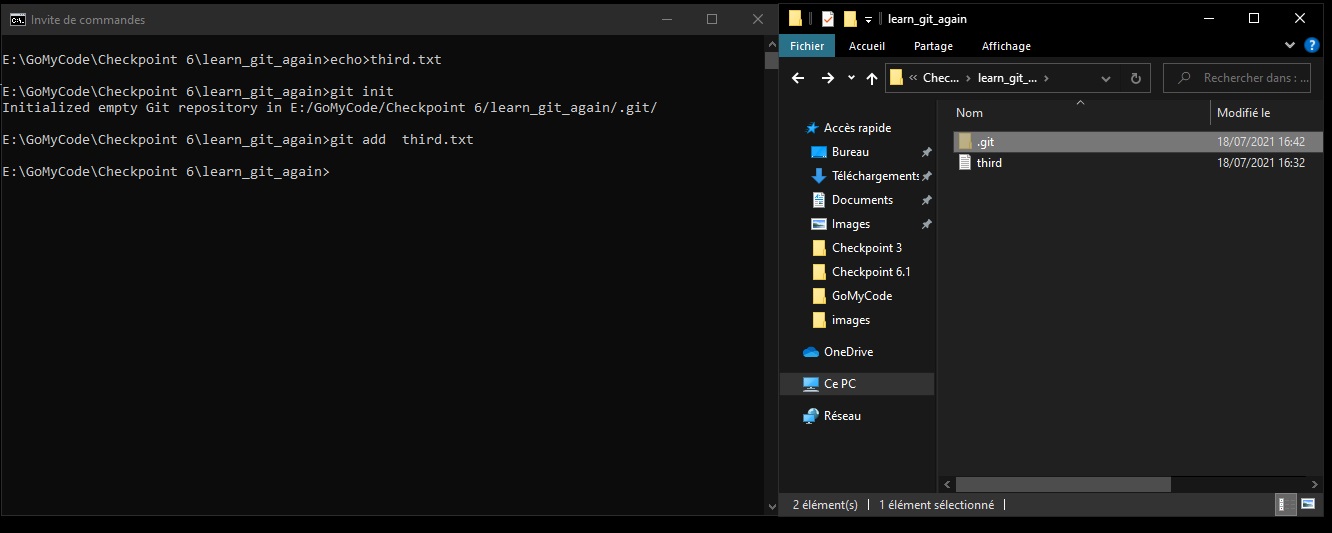 Invite de commandes
E:\GoMyCode\Checkpoint 6\learn_git_again>echo>third.txt
E:\GoMyCode\Checkpoint 6\learn_git_again>git init
Initialized empty Git repository in E:/GoMyCode/Checkpoint 6/learn_git_again/.git/
E:\GoMyCode\Checkpoint 6\learn_git_again>git add  third.txt
E:\GoMyCode\Checkpoint 6\learn_git_again>
learn_git_again
Fichier Accueil Partage Affichage
« Chec... > learn_git_... >
Rechercher dans : ...
Nom Modifié le
.git 18/07/2021 16:42
third 18/07/2021 16:32
Accès rapide
Bureau
Téléchargements
Documents
Images
Checkpoint 3
Checkpoint 6.1
GoMyCode
images
OneDrive
Ce PC
Réseau
2 élément(s) 1 élément sélectionné